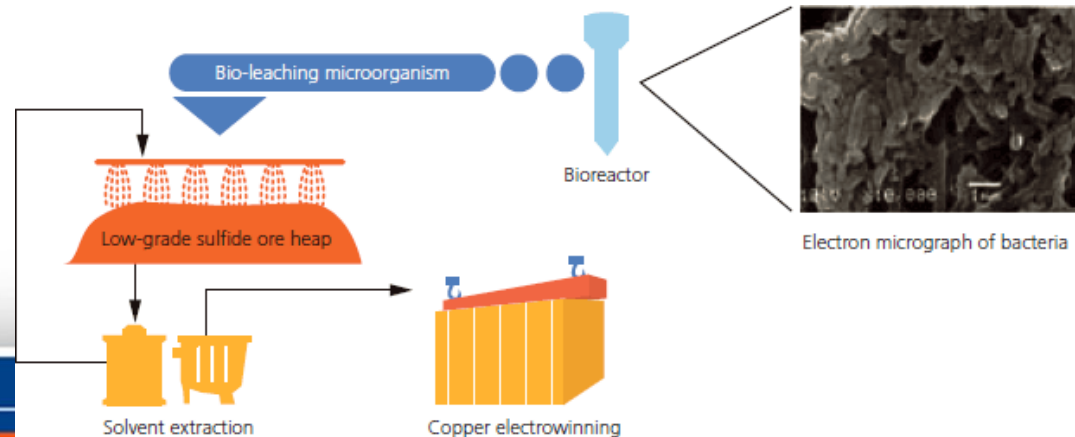 Bio-leaching microorganism
Bioreactor
Low-grade sulfide ore heap
Electron micrograph of bacteria
Solvent extraction
Copper electrowinning